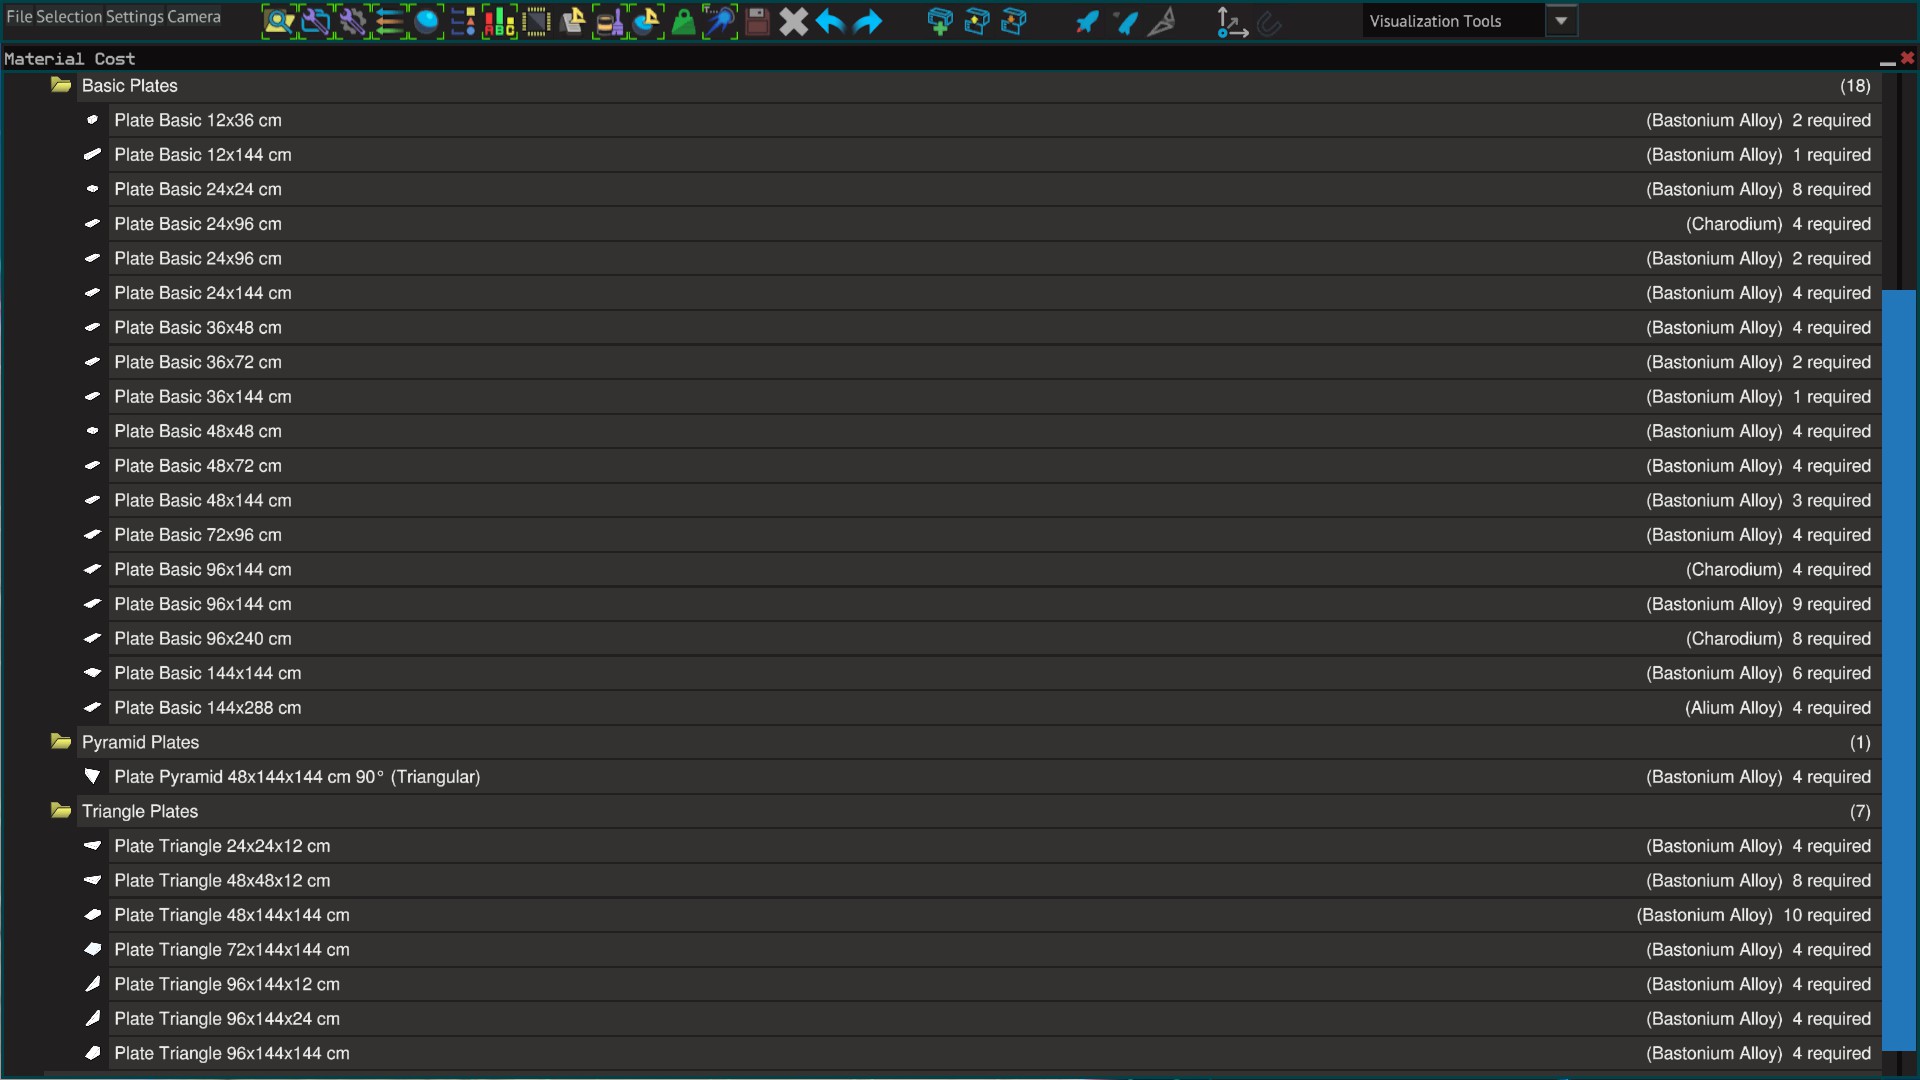 File Selection Settings Camera
ABC
Visualization Tools
Material Cost
Basic Plates (18)
Plate Basic 12x36 cm (Bastonium Alloy) 2 required
Plate Basic 12x144 cm (Bastonium Alloy) 1 required
Plate Basic 24x24 cm (Bastonium Alloy) 8 required
Plate Basic 24x96 cm (Charodium) 4 required
Plate Basic 24x96 cm (Bastonium Alloy) 2 required
Plate Basic 24x144 cm (Bastonium Alloy) 4 required
Plate Basic 36x48 cm (Bastonium Alloy) 4 required
Plate Basic 36x72 cm (Bastonium Alloy) 2 required
Plate Basic 36x144 cm (Bastonium Alloy) 1 required
Plate Basic 48x48 cm (Bastonium Alloy) 4 required
Plate Basic 48x72 cm (Bastonium Alloy) 4 required
Plate Basic 48x144 cm (Bastonium Alloy) 3 required
Plate Basic 72x96 cm (Bastonium Alloy) 4 required
Plate Basic 96x144 cm (Charodium) 4 required
Plate Basic 96x144 cm (Bastonium Alloy) 9 required
Plate Basic 96x240 cm (Charodium) 8 required
Plate Basic 144x144 cm (Bastonium Alloy) 6 required
Plate Basic 144x288 cm (Alium Alloy) 4 required
Pyramid Plates (1)
Plate Pyramid 48x144x144 cm 90° (Triangular) (Bastonium Alloy) 4 required
Triangle Plates (7)
Plate Triangle 24x24x12 cm (Bastonium Alloy) 4 required
Plate Triangle 48x48x12 cm (Bastonium Alloy) 8 required
Plate Triangle 48x144x144 cm (Bastonium Alloy) 10 required
Plate Triangle 72x144x144 cm (Bastonium Alloy) 4 required
Plate Triangle 96x144x12 cm (Bastonium Alloy) 4 required
Plate Triangle 96x144x24 cm (Bastonium Alloy) 4 required
Plate Triangle 96x144x144 cm (Bastonium Alloy) 4 required